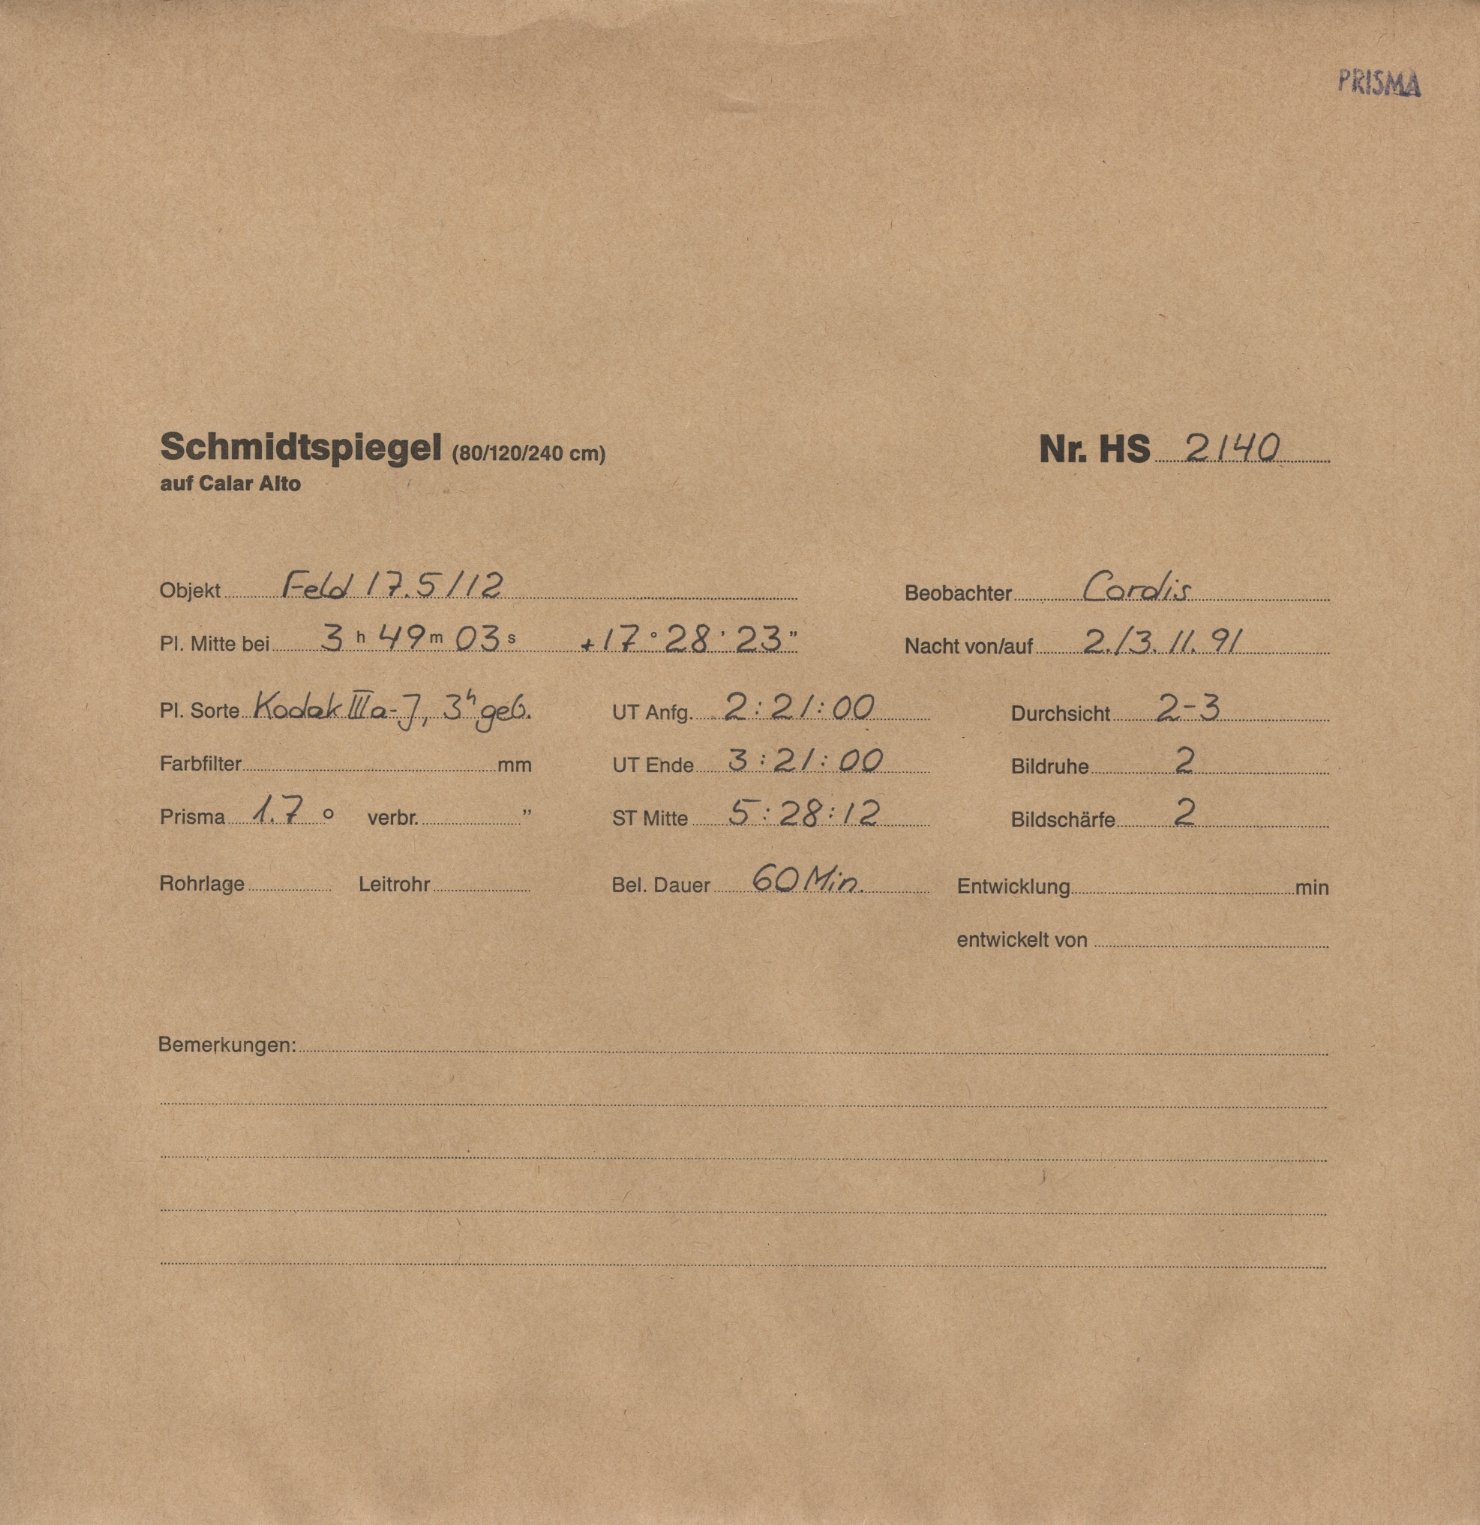 PRISMA
Schmidtspiegel (80/120/240 cm)
auf Calar Alto
Nr. HS 2140
Objekt Feld 17.5/12
Beobachter Cordis
Pl. Mitte bei 3 h 49 m 03 s +17 ° 28 ' 23 "
Nacht von/auf 2./3. 11. 91
Pl. Sorte Kodak IIIa-J, 3h geb.
UT Anfg. 2:21:00
Durchsicht 2-3
Farbfilter mm
UT Ende 3:21:00
Bildruhe 2
Prisma 1.7 ° verbr. "
ST Mitte 5:28:12
Bildschärfe 2
Rohrlage Leitrohr
Bel. Dauer 60 Min.
Entwicklung min
entwickelt von
Bemerkungen: